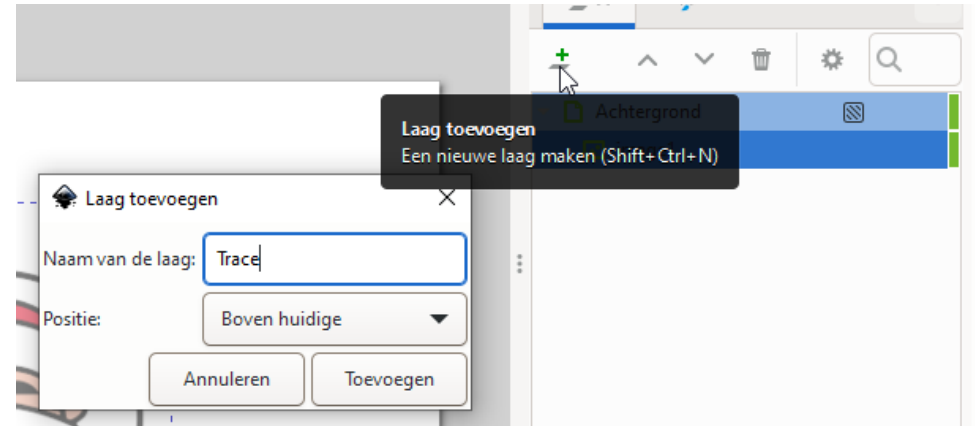 Achtergrond
Laag toevoegen
Een nieuwe laag maken (Shift+Ctrl+N)
Laag toevoegen
Naam van de laag:
Trace
Positie:
Boven huidige
Annuleren
Toevoegen